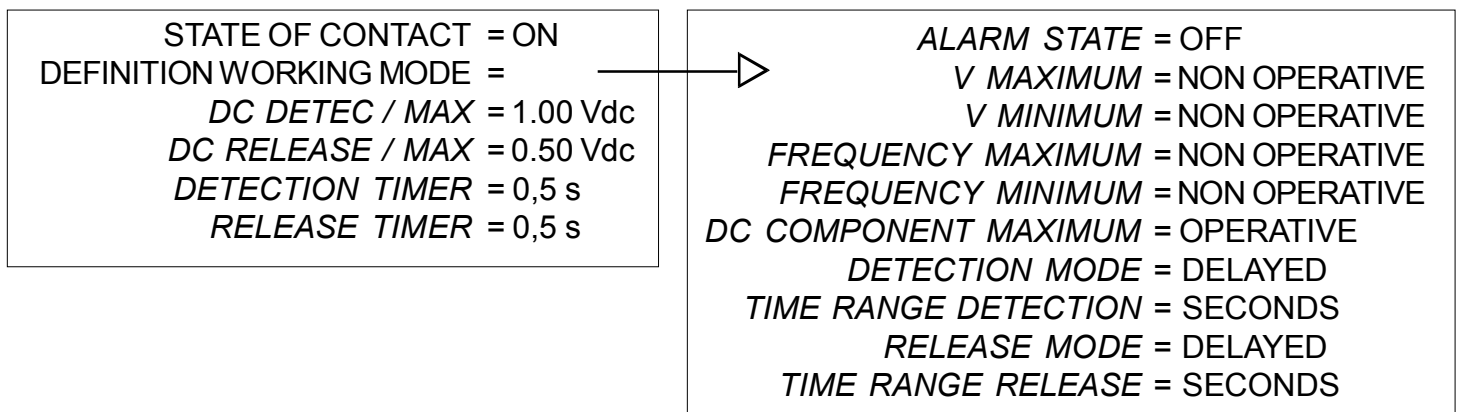 STATE OF CONTACT = ON
DEFINITION WORKING MODE =
DC DETEC / MAX = 1.00 Vdc
DC RELEASE / MAX = 0.50 Vdc
DETECTION TIMER = 0,5 s
RELEASE TIMER = 0,5 s
ALARM STATE = OFF
V MAXIMUM = NON OPERATIVE
V MINIMUM = NON OPERATIVE
FREQUENCY MAXIMUM = NON OPERATIVE
FREQUENCY MINIMUM = NON OPERATIVE
DC COMPONENT MAXIMUM = OPERATIVE
DETECTION MODE = DELAYED
TIME RANGE DETECTION = SECONDS
RELEASE MODE = DELAYED
TIME RANGE RELEASE = SECONDS